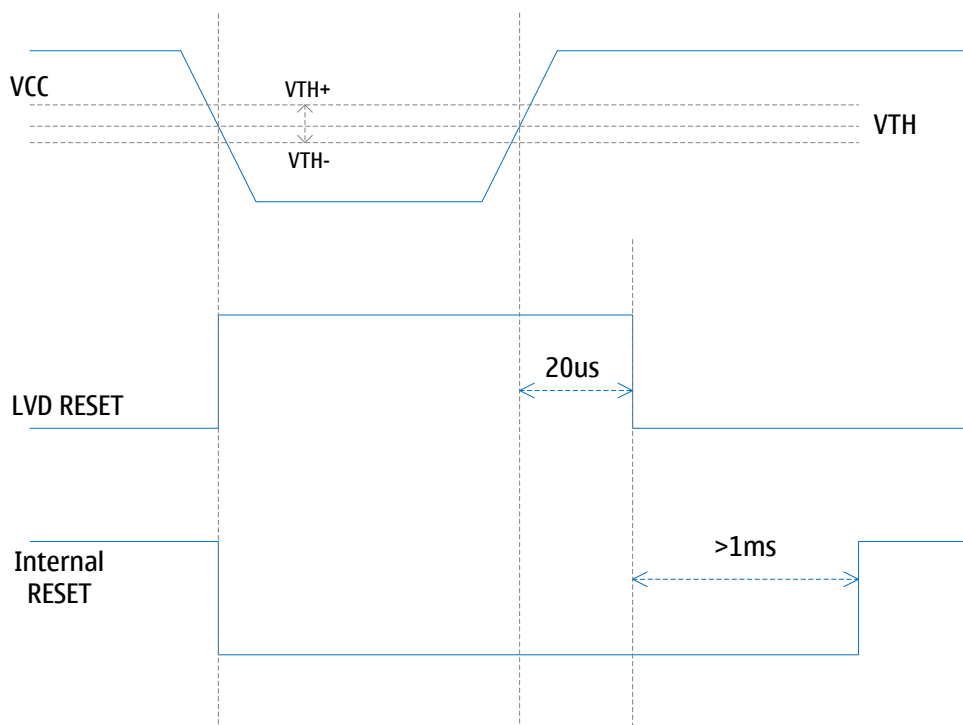 VCC
VTH+
VTH
VTH-
20us
LVD RESET
>1ms
Internal
RESET